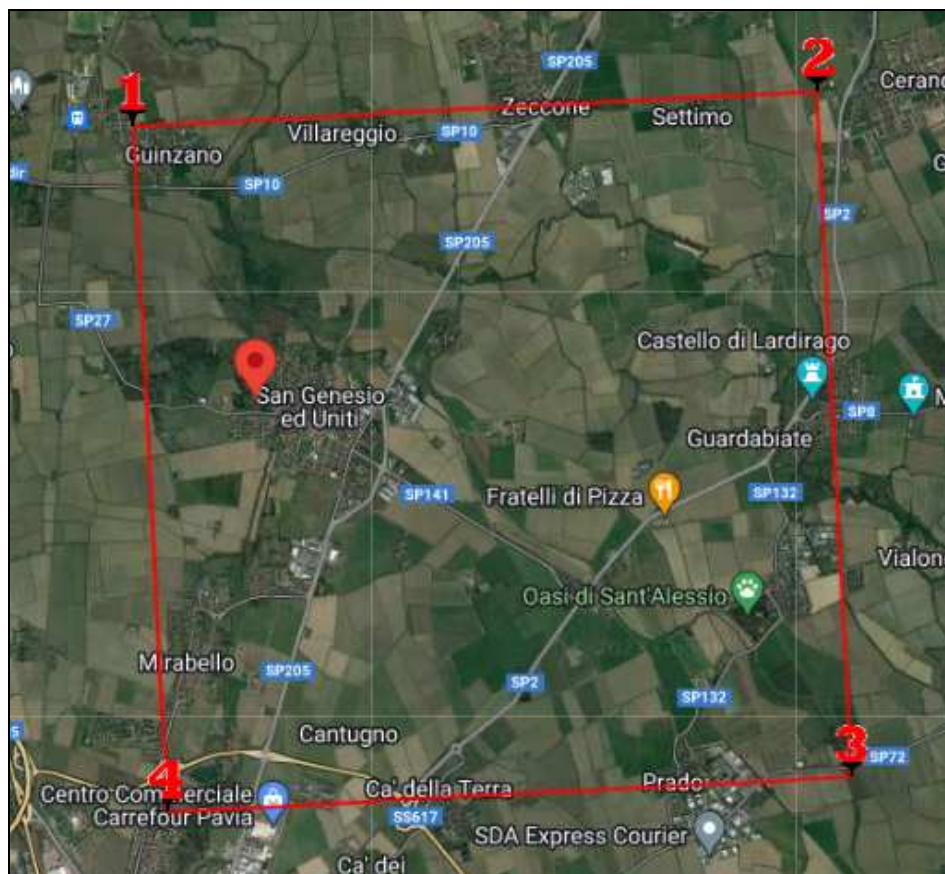 SP205
2
Cerano
1
Zeccone
Settimo
Villareggio
SP10
Guinzano
dir
SP10
G
SP2
SP205
SP27
Castello di Lardirago
San Genesio
ed Uniti
SP8
M
Guardabiate
SP141
Fratelli di Pizza
SP132
Vialon
Oasi di Sant'Alessio
Mirabello
SP205
SP2
SP132
S
Cantugno
3
SP72
4
Centro Commerciale
Carrefour Pavia
Ca' della Terra
Prado
SS617
SDA Express Courier
Ca' dei